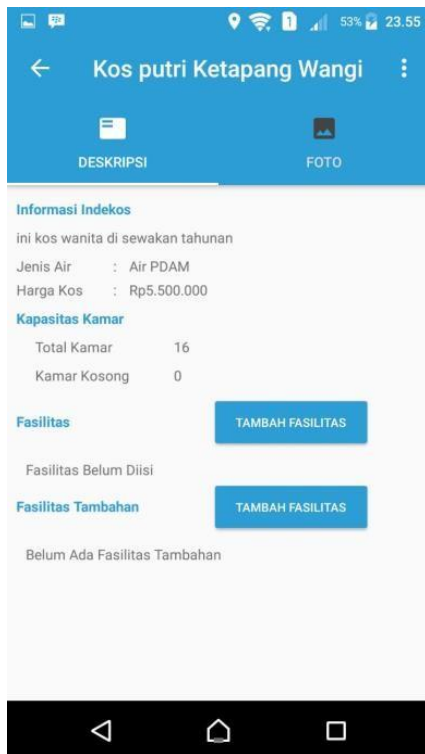 1 53% 23.55
Kos putri Ketapang Wangi
DESKRIPSI FOTO
Informasi Indekos
ini kos wanita di sewakan tahunan
Jenis Air : Air PDAM
Harga Kos : Rp5.500.000
Kapasitas Kamar
Total Kamar 16
Kamar Kosong 0
Fasilitas TAMBAH FASILITAS
Fasilitas Belum Diisi
Fasilitas Tambahan TAMBAH FASILITAS
Belum Ada Fasilitas Tambahan